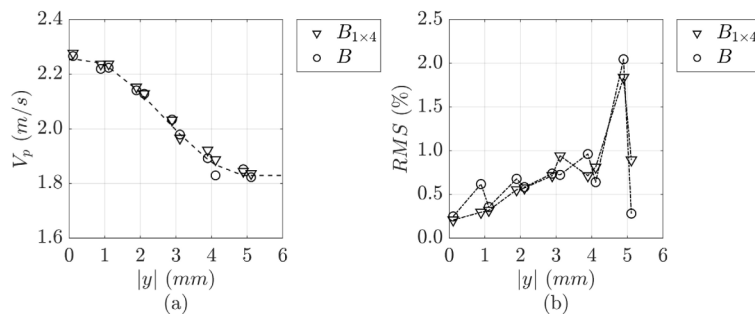 2.4
2.2
2.0
1.8
1.6
0 1 2 3 4 5 6
V_p (m/s)
|y| (mm)
(a)
B_{1×4}
B
2.5
2.0
1.5
1.0
0.5
0.0
0 1 2 3 4 5 6
RMS (%)
|y| (mm)
(b)
B_{1×4}
B